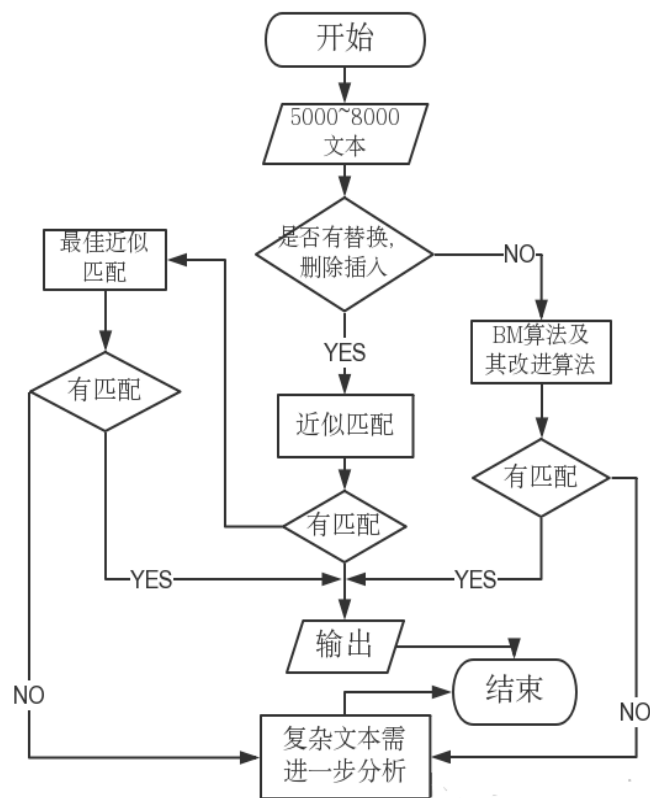 开始
5000~8000
文本
是否有替换,
删除插入
NO
YES
最佳近似
匹配
有匹配
BM算法及
其改进算法
近似匹配
有匹配
有匹配
YES
YES
输出
结束
NO
NO
复杂文本需
进一步分析